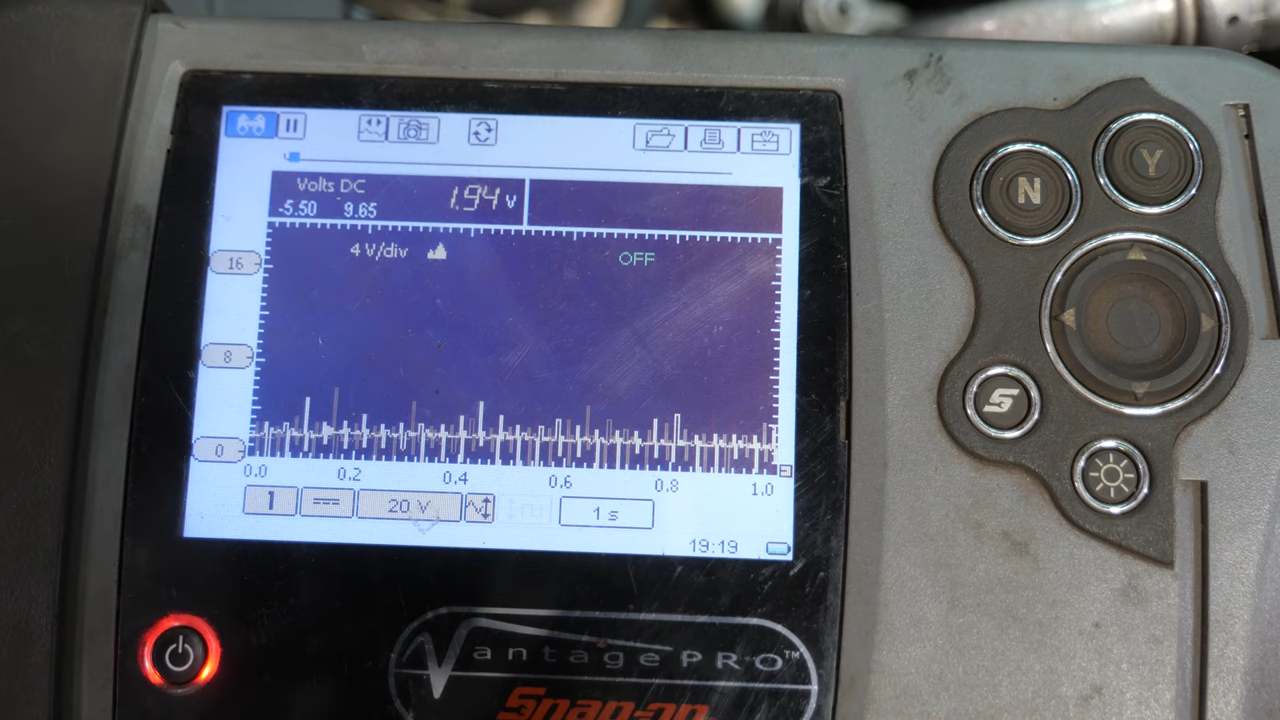 Volts DC
-5.50 9.65 1.94 V
4 V/div OFF
16
8
0
0.0 0.2 0.4 0.6 0.8 1.0
1 20 V 1 s
19:19
N
Y
S
VantagePRO™
Snap-on